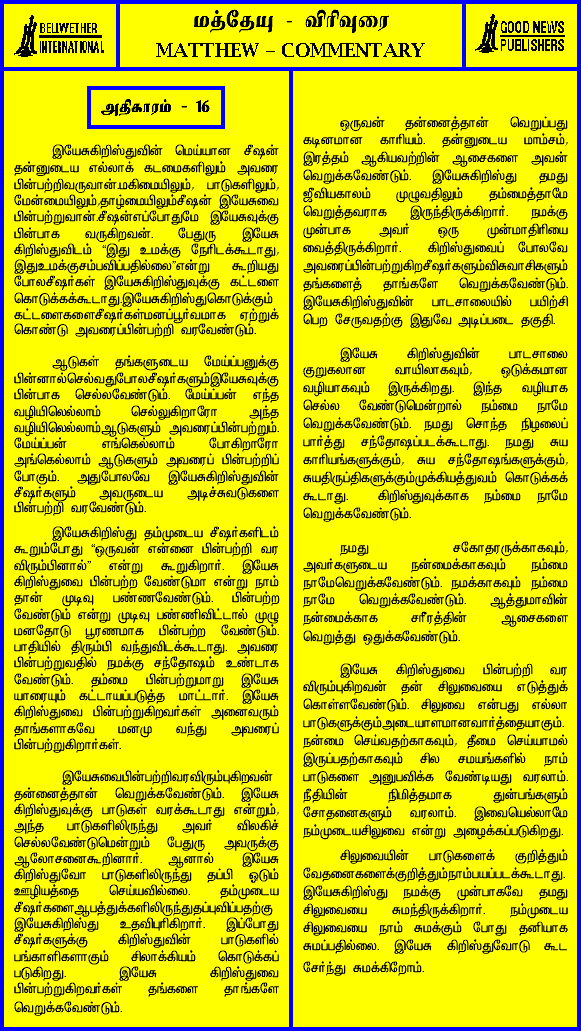 BELLWETHER
INTERNATIONAL
மத்தேயு - விரிவுரை
MATTHEW – COMMENTARY
GOOD NEWS
PUBLISHERS
அதிகாரம் - 16
இயேசுகிறிஸ்துவின் மெய்யான சீஷன்
தன்னுடைய எல்லாக் கடமைகளிலும் அவரை
பின்பற்றிவருவான்.மகிமையிலும், பாடுகளிலும்,
மேன்மையிலும்,தாழ்மையிலும்சீஷன் இயேசுவை
பின்பற்றுவான்.சீஷன்எப்போதுமே இயேசுவுக்கு
பின்பாக வருகிறவன். பேதுரு இயேசு
கிறிஸ்துவிடம் “இது உமக்கு நேரிடக்கூடாது,
இதுஉமக்குசம்பவிப்பதில்லை”என்று கூறியது
போலசீஷர்கள் இயேசுகிறிஸ்துவுக்கு கட்டளை
கொடுக்கக்கூடாது.இயேசுகிறிஸ்துகொடுக்கும்
கட்டளைகளைசீஷர்கள்மனப்பூர்வமாக ஏற்றுக்
கொண்டு அவரைப்பின்பற்றி வரவேண்டும்.
ஆடுகள் தங்களுடைய மேய்ப்பனுக்கு
பின்னால்செல்வதுபோலசீஷர்களும்இயேசுவுக்கு
பின்பாக செல்லவேண்டும். மேய்ப்பன் எந்த
வழியிலெல்லாம் செல்லுகிறாரோ அந்த
வழியிலெல்லாம்ஆடுகளும் அவரைப்பின்பற்றும்.
மேய்ப்பன் எங்கெல்லாம் போகிறாரோ
அங்கெல்லாம் ஆடுகளும் அவரைப் பின்பற்றிப்
போகும். அதுபோலவே இயேசுகிறிஸ்துவின்
சீஷர்களும் அவருடைய அடிச்சுவடுகளை
பின்பற்றி வரவேண்டும்.
இயேசுகிறிஸ்து தம்முடைய சீஷர்களிடம்
கூறும்போது “ஒருவன் என்னை பின்பற்றி வர
விரும்பினால்” என்று கூறுகிறார். இயேசு
கிறிஸ்துவை பின்பற்ற வேண்டுமா என்று நாம்
தான் முடிவு பண்ணவேண்டும். பின்பற்ற
வேண்டும் என்று முடிவு பண்ணிவிட்டால் முழு
மனதோடு பூரணமாக பின்பற்ற வேண்டும்.
பாதியில் திரும்பி வந்துவிடக்கூடாது. அவரை
பின்பற்றுவதில் நமக்கு சந்தோஷம் உண்டாக
வேண்டும். தம்மை பின்பற்றுமாறு இயேசு
யாரையும் கட்டாயப்படுத்த மாட்டார். இயேசு
கிறிஸ்துவை பின்பற்றுகிறவர்கள் அனைவரும்
தாங்களாகவே மனமு வந்து அவரைப்
பின்பற்றுகிறார்கள்.
இயேசுவைபின்பற்றிவரவிரும்புகிறவன்
தன்னைத்தான் வெறுக்கவேண்டும். இயேசு
கிறிஸ்துவுக்கு பாடுகள் வரக்கூடாது என்றும்,
அந்த பாடுகளிலிருந்து அவர் விலகிச்
செல்லவேண்டுமென்றும் பேதுரு அவருக்கு
ஆலோசனைகூறினார். ஆனால் இயேசு
கிறிஸ்துவோ பாடுகளிலிருந்து தப்பி ஓடும்
ஊழியத்தை செய்யவில்லை. தம்முடைய
சீஷர்களைஆபத்துக்களிலிருந்துதப்புவிப்பதற்கு
இயேசுகிறிஸ்து உதவிபுரிகிறார். இப்போது
சீஷர்களுக்கு கிறிஸ்துவின் பாடுகளில்
பங்காளிகளாகும் சிலாக்கியம் கொடுக்கப்
படுகிறது. இயேசு கிறிஸ்துவை
பின்பற்றுகிறவர்கள் தங்களை தாங்களே
வெறுக்கவேண்டும்.
ஒருவன் தன்னைத்தான் வெறுப்பது
கடினமான காரியம். தன்னுடைய மாம்சம்,
இரத்தம் ஆகியவற்றின் ஆசைகளை அவன்
வெறுக்கவேண்டும். இயேசுகிறிஸ்து தமது
ஜீவியகாலம் முழுவதிலும் தம்மைத்தாமே
வெறுத்தவராக இருந்திருக்கிறார். நமக்கு
முன்பாக அவர் ஒரு முன்மாதிரியை
வைத்திருக்கிறார். கிறிஸ்துவைப் போலவே
அவரைப்பின்பற்றுகிறசீஷர்களும்விசுவாசிகளும்
தங்களைத் தாங்களே வெறுக்கவேண்டும்.
இயேசுகிறிஸ்துவின் பாடசாலையில் பயிற்சி
பெற சேருவதற்கு இதுவே அடிப்படை தகுதி.
இயேசு கிறிஸ்துவின் பாடசாலை
குறுகலான வாயிலாகவும், ஒடுக்கமான
வழியாகவும் இருக்கிறது. இந்த வழியாக
செல்ல வேண்டுமென்றால் நம்மை நாமே
வெறுக்கவேண்டும். நமது சொந்த நிழலைப்
பார்த்து சந்தோஷப்படக்கூடாது. நமது சுய
காரியங்களுக்கும், சுய சந்தோஷங்களுக்கும்,
சுயதிருப்திகளுக்கும்முக்கியத்துவம் கொடுக்கக்
கூடாது. கிறிஸ்துவுக்காக நம்மை நாமே
வெறுக்கவேண்டும்.
நமது சகோதரருக்காகவும்,
அவர்களுடைய நன்மைக்காகவும் நம்மை
நாமேவெறுக்கவேண்டும். நமக்காகவும் நம்மை
நாமே வெறுக்கவேண்டும். ஆத்துமாவின்
நன்மைக்காக சரீரத்தின் ஆசைகளை
வெறுத்து ஒதுக்கவேண்டும்.
இயேசு கிறிஸ்துவை பின்பற்றி வர
விரும்புகிறவன் தன் சிலுவையை எடுத்துக்
கொள்ளவேண்டும். சிலுவை என்பது எல்லா
பாடுகளுக்கும்அடையாளமானவார்த்தையாகும்.
நன்மை செய்வதற்காகவும், தீமை செய்யாமல்
இருப்பதற்காகவும் சில சமயங்களில் நாம்
பாடுகளை அனுபவிக்க வேண்டியது வரலாம்.
நீதியின் நிமித்தமாக துன்பங்களும்
சோதனைகளும் வரலாம். இவையெல்லாமே
நம்முடையசிலுவை என்று அழைக்கப்படுகிறது.
சிலுவையின் பாடுகளைக் குறித்தும்
வேதனைகளைக்குறித்தும்நாம்பயப்படக்கூடாது.
இயேசுகிறிஸ்து நமக்கு முன்பாகவே தமது
சிலுவையை சுமந்திருக்கிறார். நம்முடைய
சிலுவையை நாம் சுமக்கும் போது தனியாக
சுமப்பதில்லை. இயேசு கிறிஸ்துவோடு கூட
சேர்ந்து சுமக்கிறோம்.